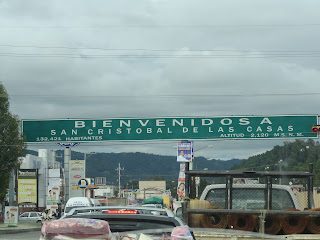 BIENVENIDOS A
SAN CRISTOBAL DE LAS CASAS
132,421 HABITANTES ALTITUD 2,120 M.S.N.M.